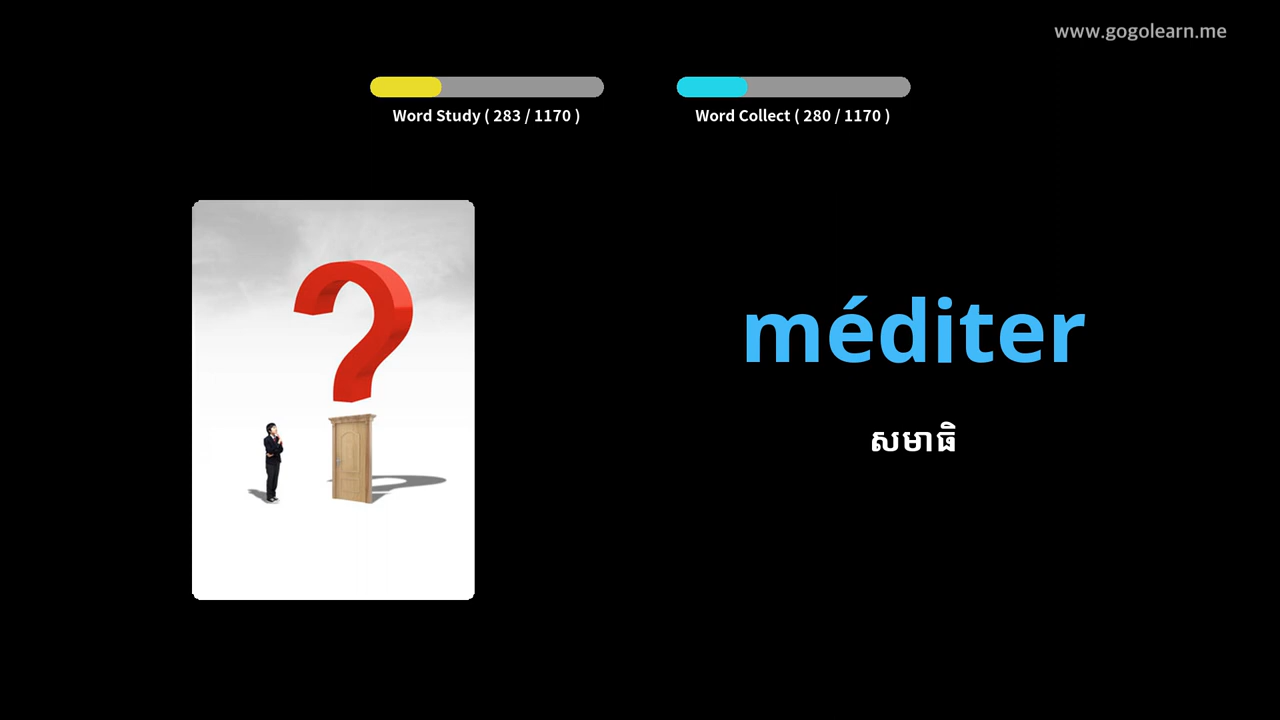 www.gogolearn.me
Word Study ( 283 / 1170 )
Word Collect ( 280 / 1170 )
méditer
សមាធិ